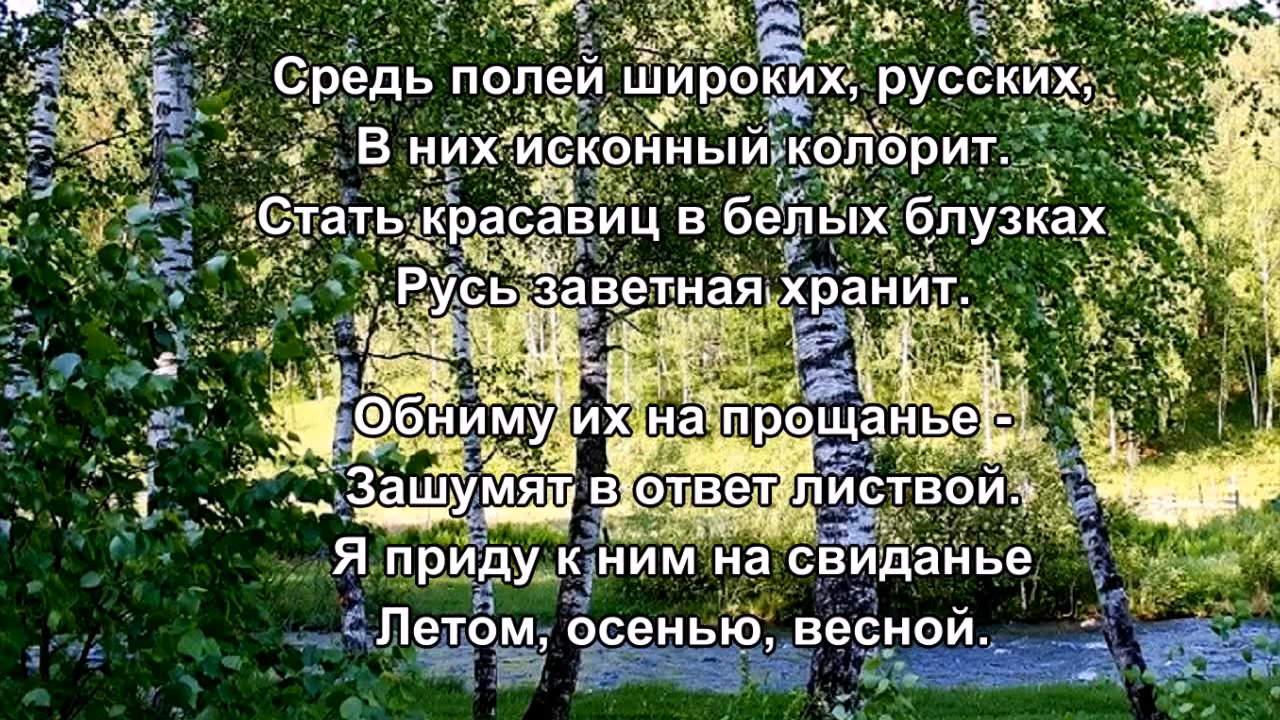 Средь полей широких, русских,
В них исконный колорит.
Стать красавиц в белых блузках
Русь заветная хранит.
Обниму их на прощанье -
Зашумят в ответ листвой.
Я приду к ним на свиданье
Летом, осенью, весной.